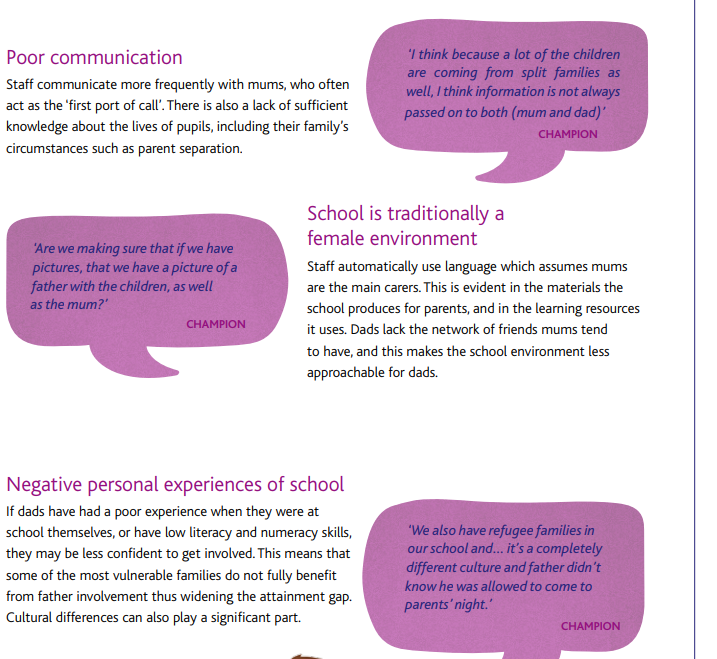 Poor communication
Staff communicate more frequently with mums, who often
act as the ‘first port of call’. There is also a lack of sufficient
knowledge about the lives of pupils, including their family’s
circumstances such as parent separation.
‘I think because a lot of the children
are coming from split families as
well, I think information is not always
passed on to both (mum and dad)’
CHAMPION
‘Are we making sure that if we have
pictures, that we have a picture of a
father with the children, as well
as the mum?’
CHAMPION
School is traditionally a
female environment
Staff automatically use language which assumes mums
are the main carers. This is evident in the materials the
school produces for parents, and in the learning resources
it uses. Dads lack the network of friends mums tend
to have, and this makes the school environment less
approachable for dads.
Negative personal experiences of school
If dads have had a poor experience when they were at
school themselves, or have low literacy and numeracy skills,
they may be less confident to get involved. This means that
some of the most vulnerable families do not fully benefit
from father involvement thus widening the attainment gap.
Cultural differences can also play a significant part.
‘We also have refugee families in
our school and... it’s a completely
different culture and father didn’t
know he was allowed to come to
parents’ night.’
CHAMPION